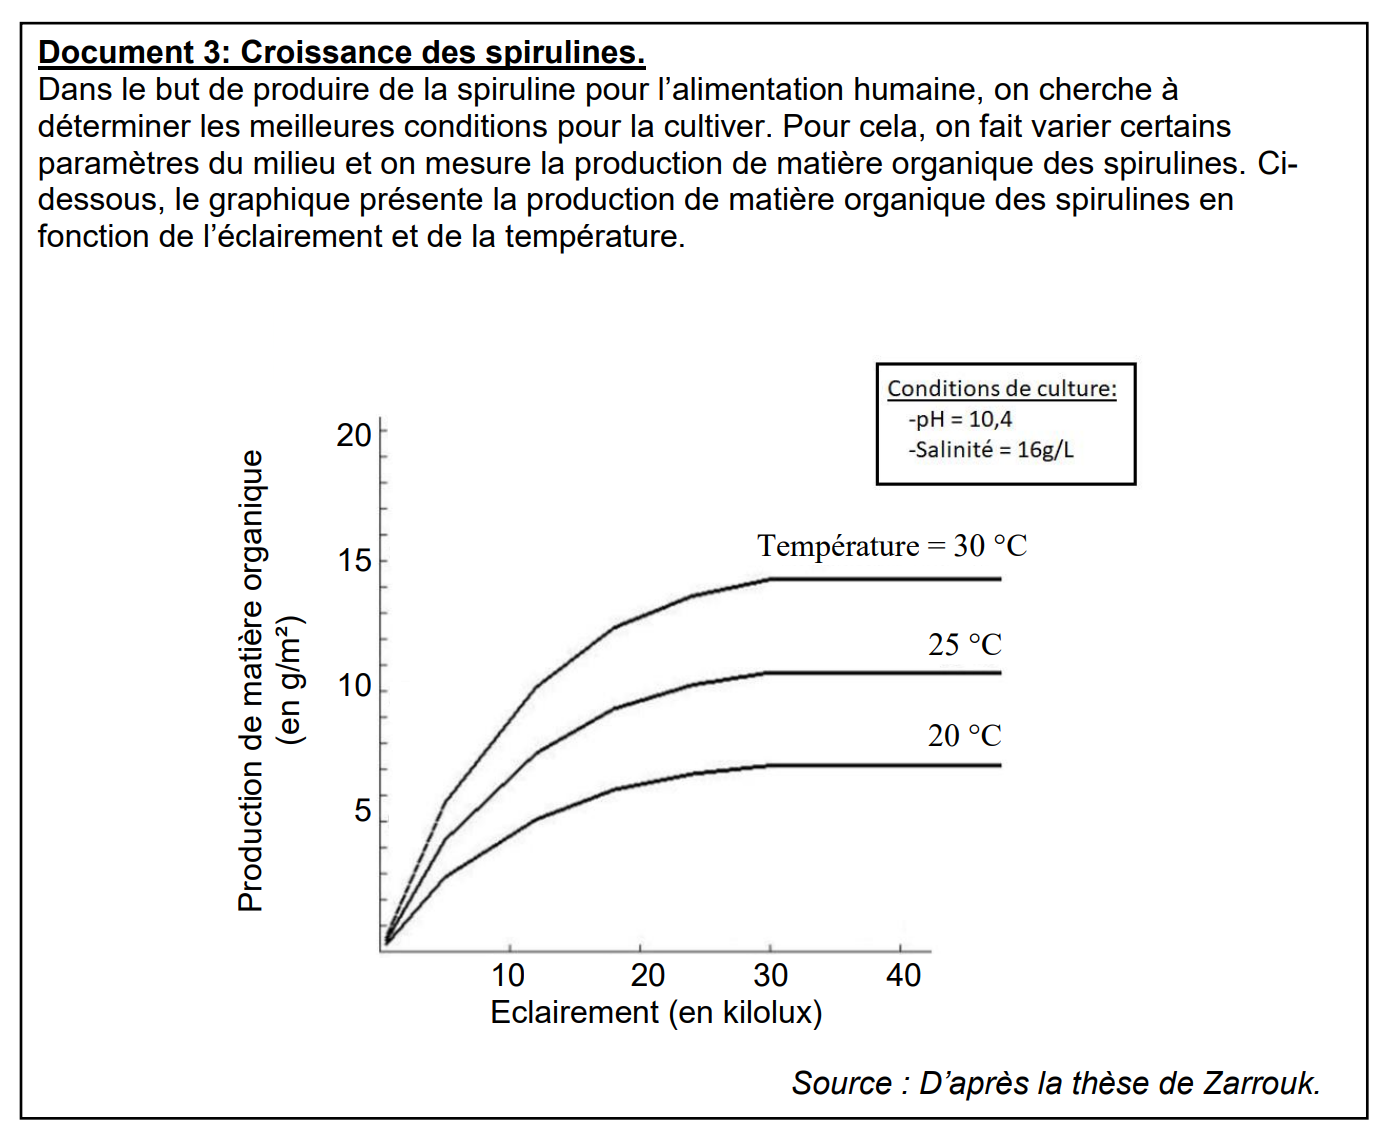 Document 3: Croissance des spirulines.
Dans le but de produire de la spiruline pour l’alimentation humaine, on cherche à
déterminer les meilleures conditions pour la cultiver. Pour cela, on fait varier certains
paramètres du milieu et on mesure la production de matière organique des spirulines. Ci-
dessous, le graphique présente la production de matière organique des spirulines en
fonction de l’éclairement et de la température.
Conditions de culture:
-pH = 10,4
-Salinité = 16g/L
Production de matière organique
(en g/m²)
20
15
10
5
Température = 30 °C
25 °C
20 °C
10 20 30 40
Eclairement (en kilolux)
Source : D’après la thèse de Zarrouk.